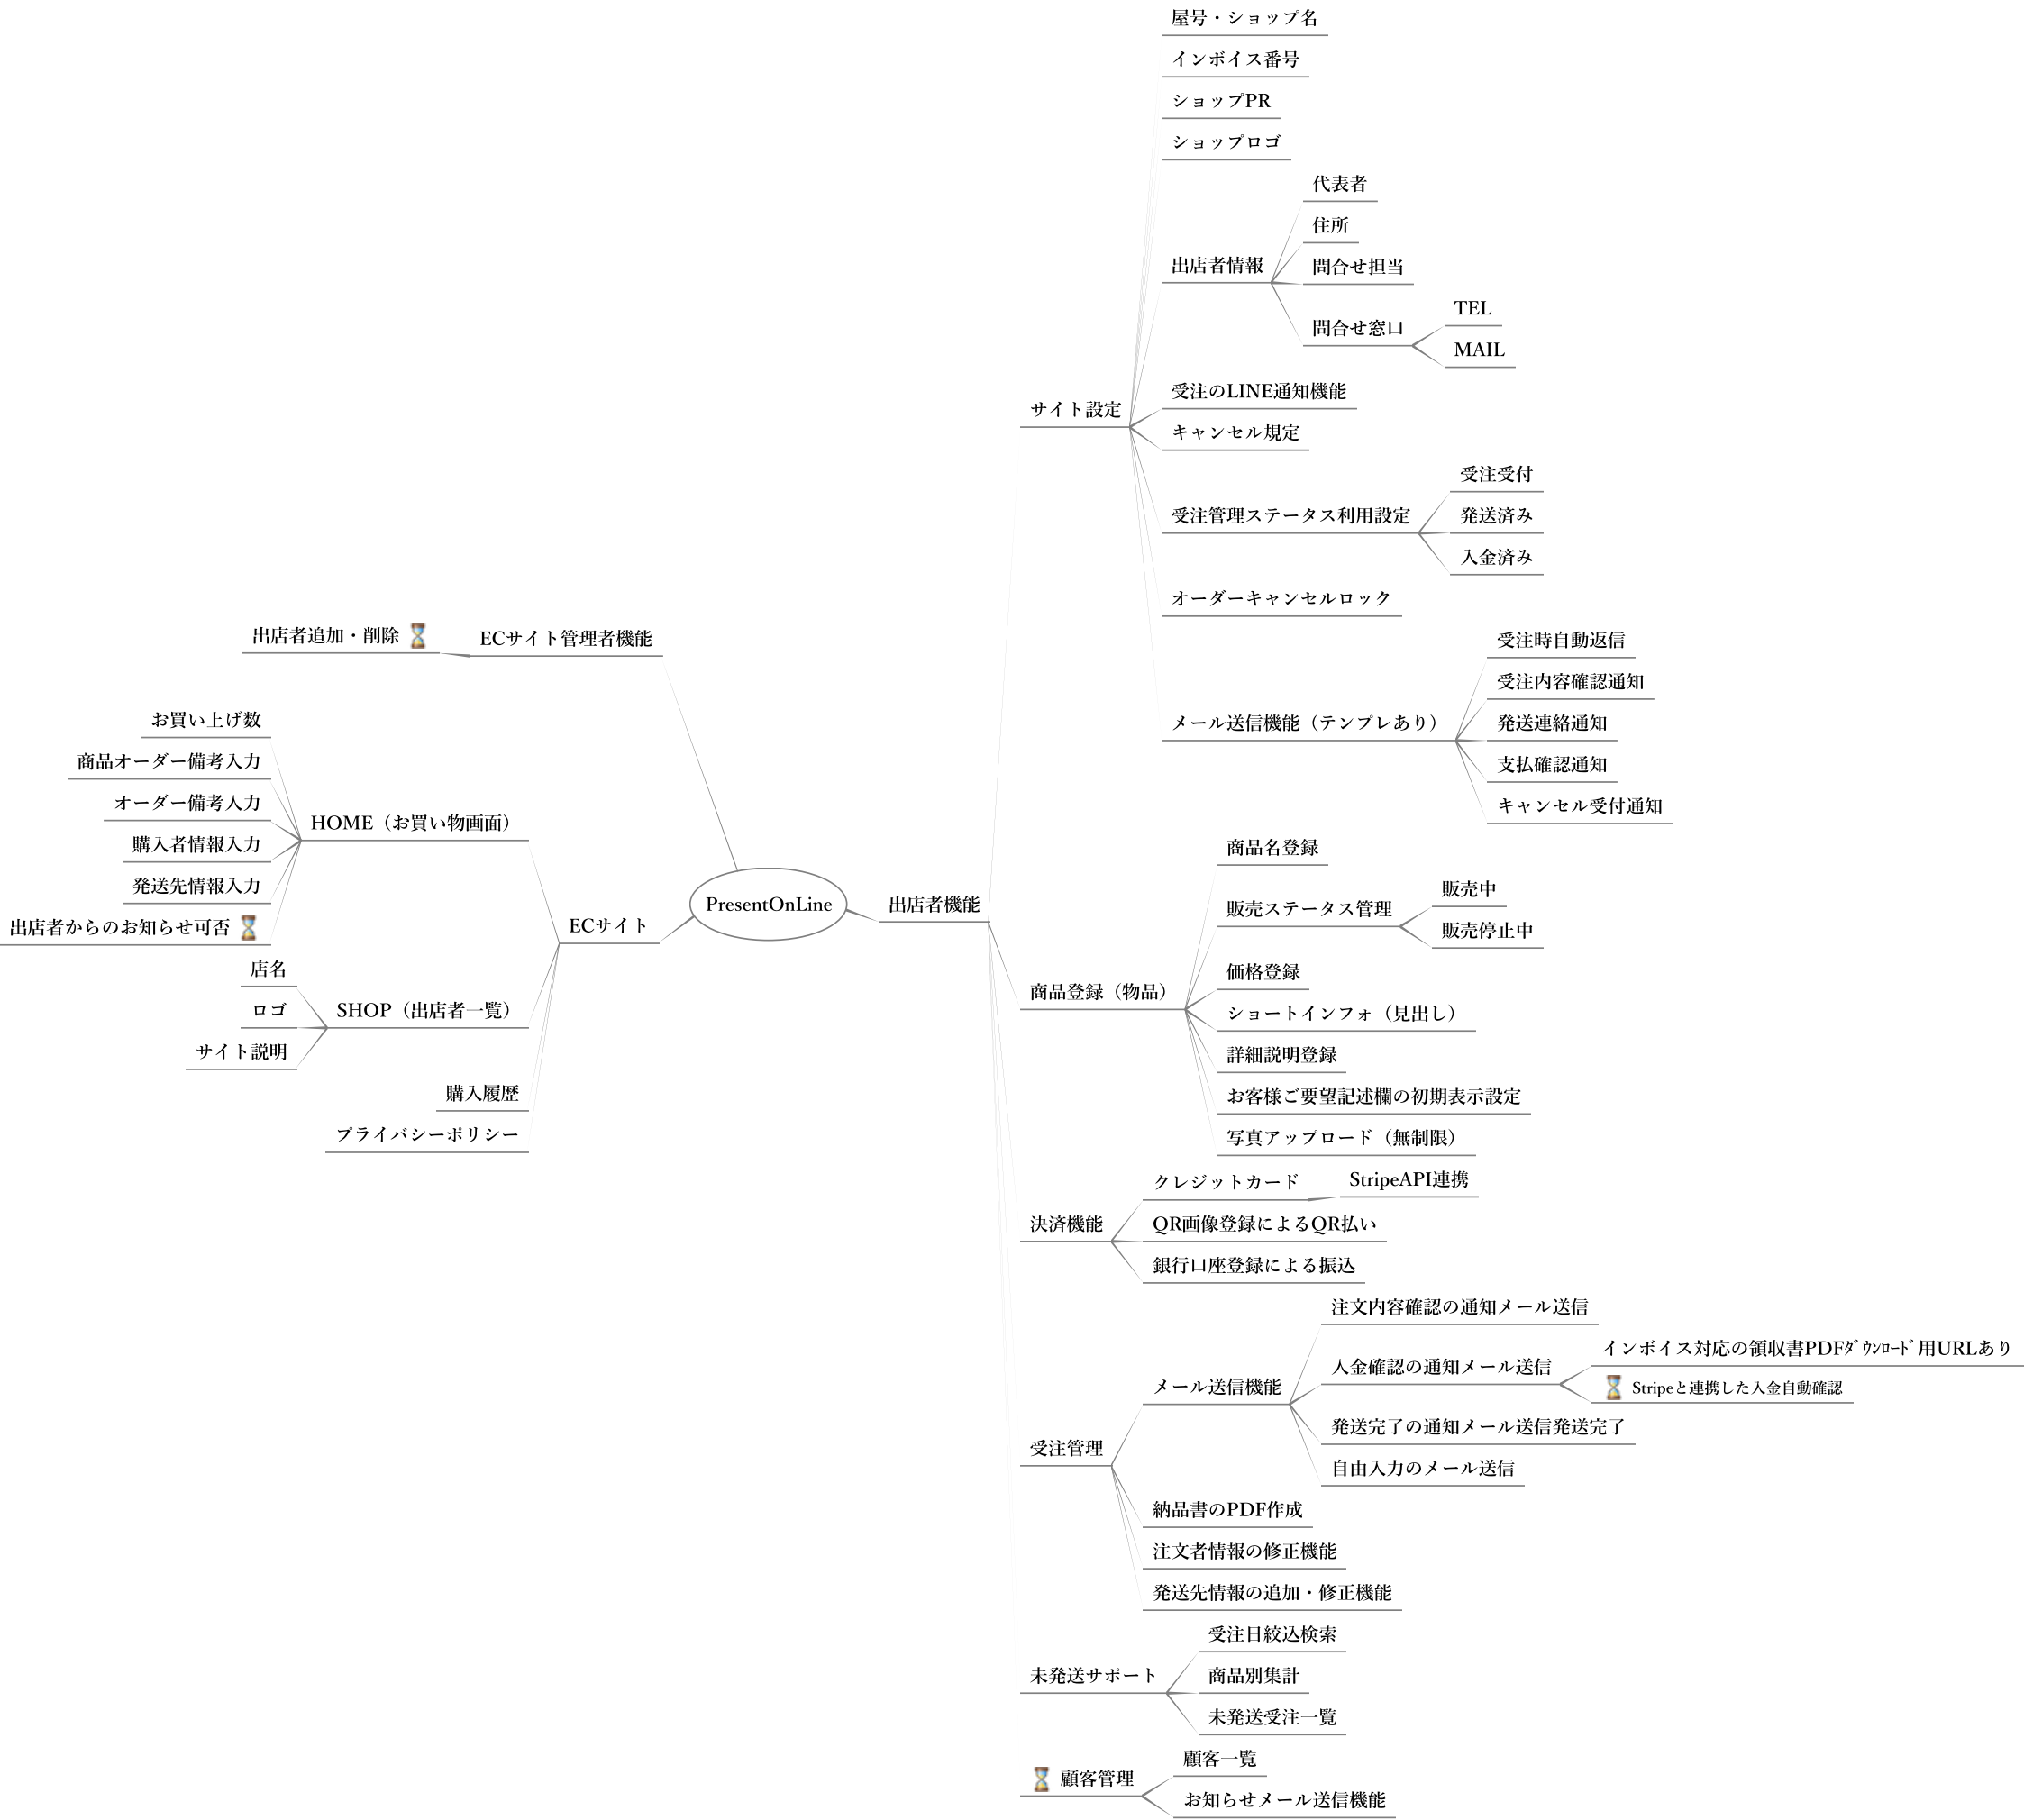 PresentOnLine
ECサイト管理者機能
出店者追加・削除
ECサイト
HOME（お買い物画面）
お買い上げ数
商品オーダー備考入力
オーダー備考入力
購入者情報入力
発送先情報入力
出店者からのお知らせ可否
SHOP（出店者一覧）
店名
ロゴ
サイト説明
購入履歴
プライバシーポリシー
出店者機能
サイト設定
屋号・ショップ名
インボイス番号
ショップPR
ショップロゴ
出店者情報
代表者
住所
問合せ担当
問合せ窓口
TEL
MAIL
受注のLINE通知機能
キャンセル規定
受注管理ステータス利用設定
受注受付
発送済み
入金済み
オーダーキャンセルロック
メール送信機能（テンプレあり）
受注時自動返信
受注内容確認通知
発送連絡通知
支払確認通知
キャンセル受付通知
商品登録（物品）
商品名登録
販売ステータス管理
販売中
販売停止中
価格登録
ショートインフォ（見出し）
詳細説明登録
お客様ご要望記述欄の初期表示設定
写真アップロード（無制限）
決済機能
クレジットカード
StripeAPI連携
QR画像登録によるQR払い
銀行口座登録による振込
受注管理
メール送信機能
注文内容確認の通知メール送信
入金確認の通知メール送信
インボイス対応の領収書PDFﾀﾞｳﾝﾛｰﾄﾞ用URLあり
Stripeと連携した入金自動確認
発送完了の通知メール送信発送完了
自由入力のメール送信
納品書のPDF作成
注文者情報の修正機能
発送先情報の追加・修正機能
未発送サポート
受注日絞込検索
商品別集計
未発送受注一覧
顧客管理
顧客一覧
お知らせメール送信機能